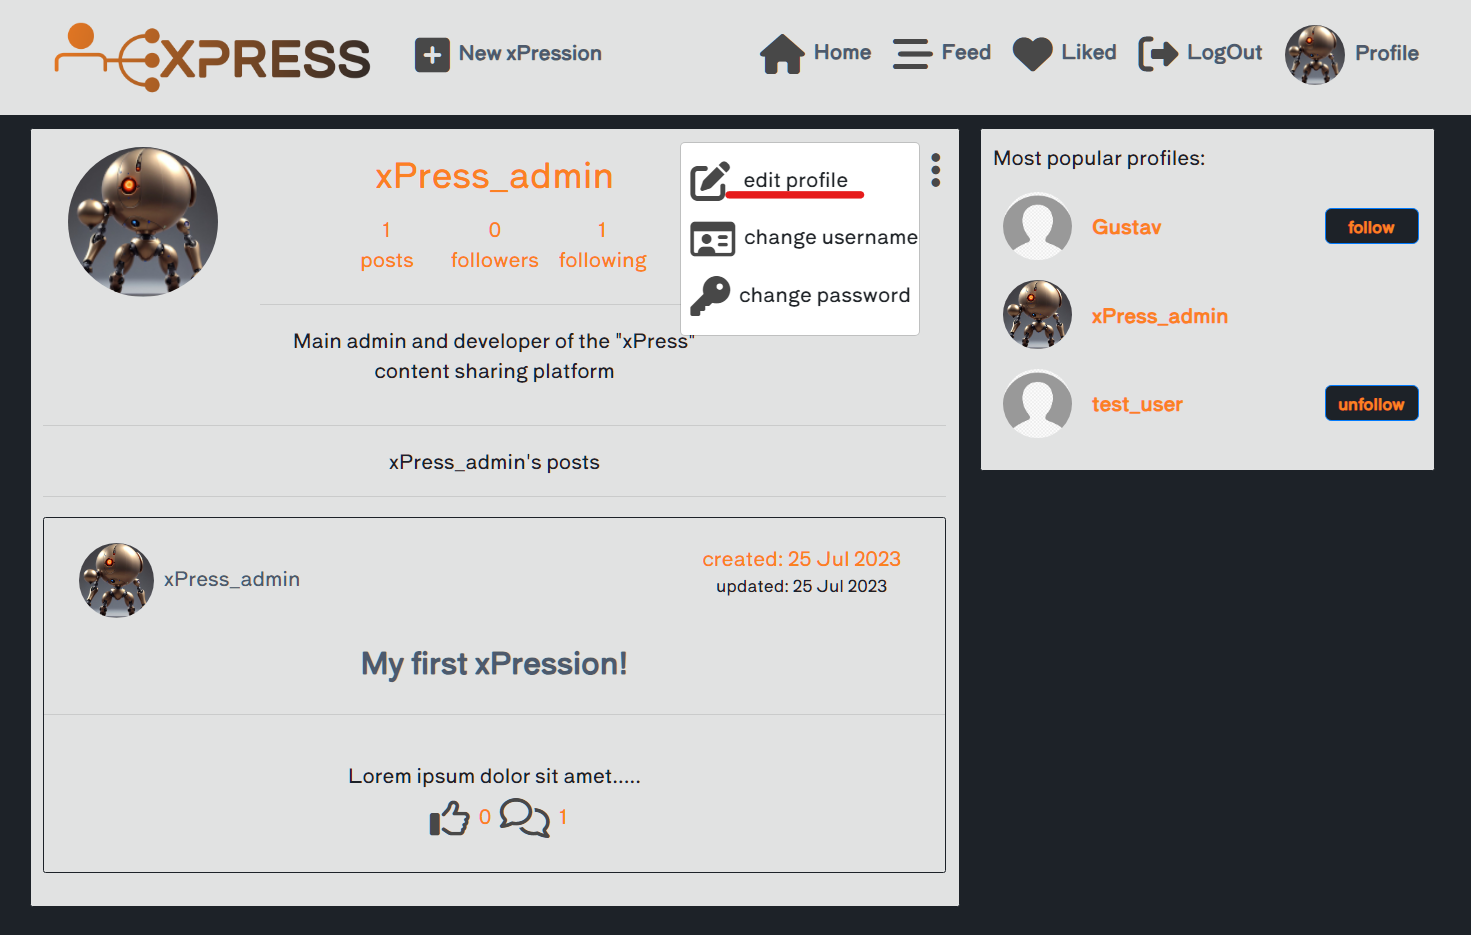 XPRESS
New xPression
Home
Feed
Liked
LogOut
Profile
xPress_admin
1 posts
0 followers
1 following
edit profile
change username
change password
Main admin and developer of the "xPress"
content sharing platform
xPress_admin's posts
xPress_admin
created: 25 Jul 2023
updated: 25 Jul 2023
My first xPression!
Lorem ipsum dolor sit amet.....
0
1
Most popular profiles:
Gustav
follow
xPress_admin
test_user
unfollow